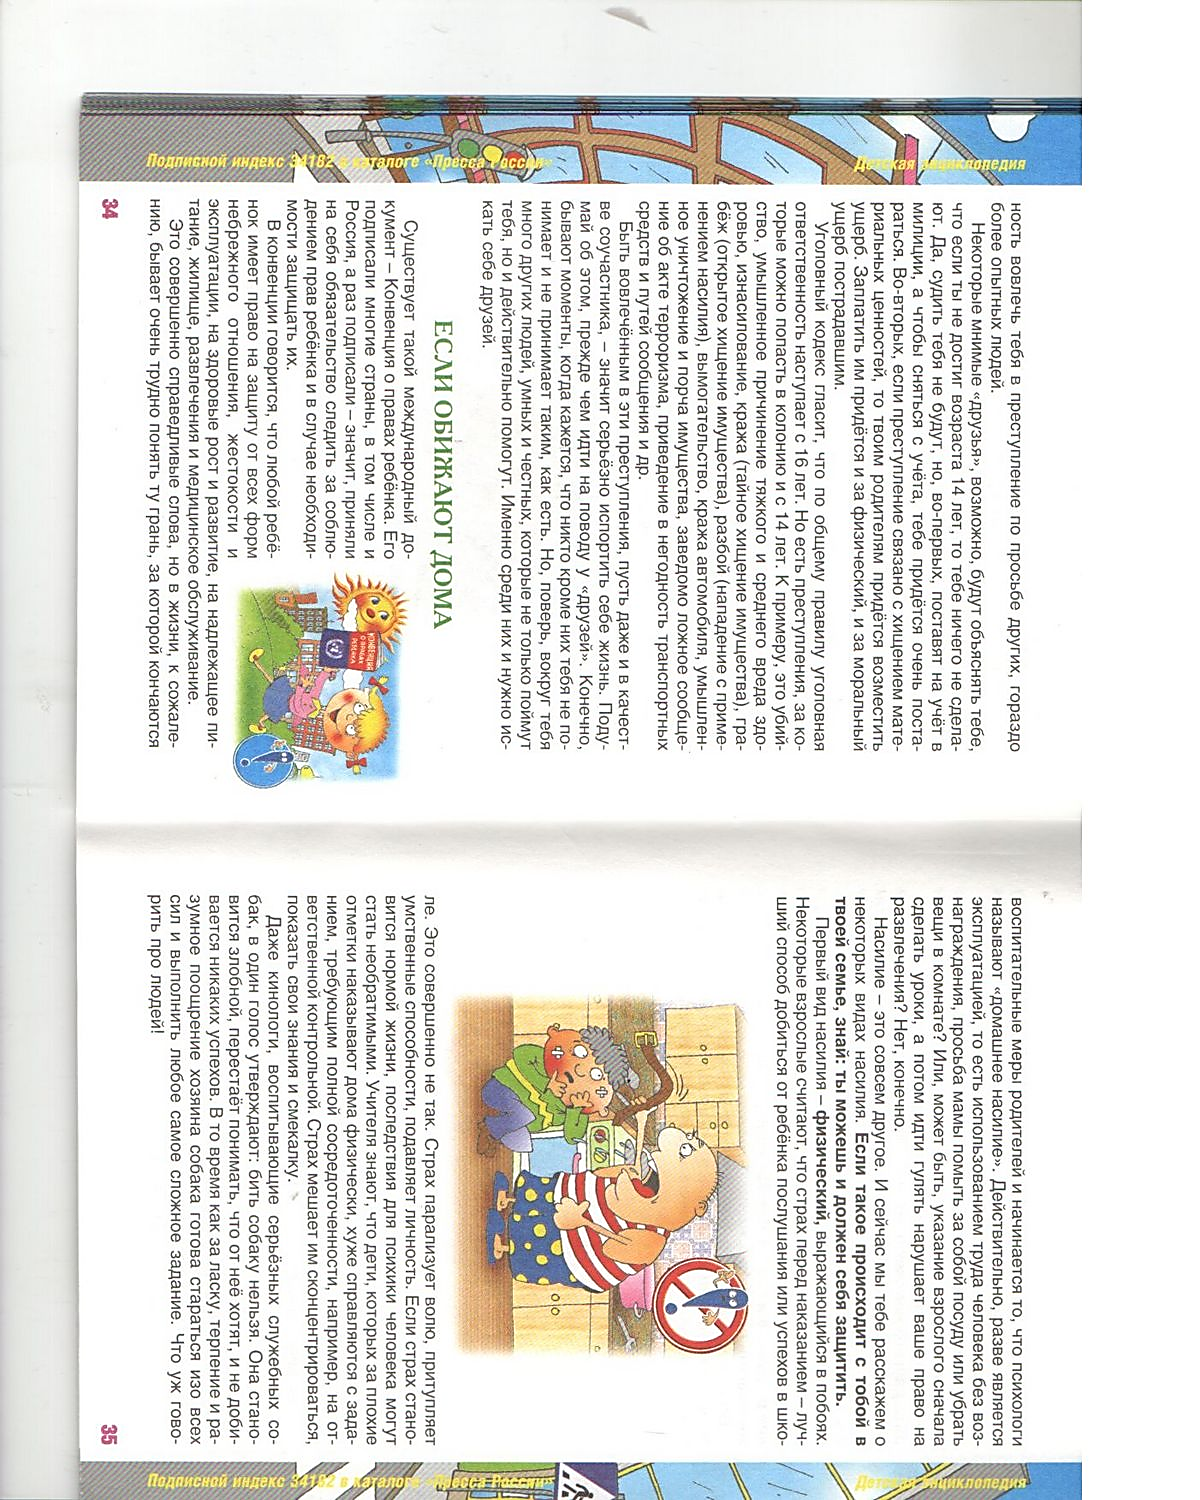 Детская энциклопедия
ность вовлечь тебя в преступление по просьбе других, гораздо
более опытных людей.
Некоторые мнимые «друзья», возможно, будут объяснять тебе,
что если ты не достиг возраста 14 лет, то тебе ничего не сдела-
ют. Да, судить тебя не будут, но, во-первых, поставят на учёт в
милиции, а чтобы сняться с учёта, тебе придётся очень поста-
раться. Во-вторых, если преступление связано с хищением мате-
риальных ценностей, то твоим родителям придётся возместить
ущерб. Заплатить им придётся и за физический, и за моральный
ущерб пострадавшим.
Уголовный кодекс гласит, что по общему правилу уголовная
ответственность наступает с 16 лет. Но есть преступления, за ко-
торые можно попасть в колонию и с 14 лет. К примеру, это убий-
ство, умышленное причинение тяжкого и среднего вреда здо-
ровью, изнасилование, кража (тайное хищение имущества), гра-
бёж (открытое хищение имущества), разбой (нападение с приме-
нением насилия), вымогательство, кража автомобиля, умышлен-
ное уничтожение и порча имущества, заведомо ложное сообще-
ние об акте терроризма, приведение в негодность транспортных
средств и путей сообщения и др.
Быть вовлечённым в эти преступления, пусть даже и в качест-
ве соучастника, – значит серьёзно испортить себе жизнь. Поду-
май об этом, прежде чем идти на поводу у «друзей». Конечно,
бывают моменты, когда кажется, что никто кроме них тебя не по-
нимает и не принимает таким, как есть. Но, поверь, вокруг тебя
много других людей, умных и честных, которые не только поймут
тебя, но и действительно помогут. Именно среди них и нужно ис-
кать себе друзей.
ЕСЛИ ОБИЖАЮТ ДОМА
Существует такой международный до-
кумент – Конвенция о правах ребёнка. Его
подписали многие страны, в том числе и
Россия, а раз подписали – значит, приняли
на себя обязательство следить за соблю-
дением прав ребёнка и в случае необходи-
мости защищать их.
В конвенции говорится, что любой ребё-
нок имеет право на защиту от всех форм
небрежного отношения, жестокости и
эксплуатации, на здоровые рост и развитие, на надлежащее пи-
тание, жилище, развлечения и медицинское обслуживание.
Это совершенно справедливые слова, но в жизни, к сожале-
нию, бывает очень трудно понять ту грань, за которой кончаются
КОНВЕНЦИЯ
О ПРАВАХ
РЕБЕНКА
34
Подписной индекс 34182 в каталоге «Пресса России»
Детская энциклопедия
воспитательные меры родителей и начинается то, что психологи
называют «домашнее насилие». Действительно, разве является
эксплуатацией, то есть использованием труда человека без воз-
награждения, просьба мамы помыть за собой посуду или убрать
вещи в комнате? Или, может быть, указание взрослого сначала
сделать уроки, а потом идти гулять нарушает ваше право на
развлечения? Нет, конечно.
Насилие – это совсем другое. И сейчас мы тебе расскажем о
некоторых видах насилия. Если такое происходит с тобой в
твоей семье, знай: ты можешь и должен себя защитить.
Первый вид насилия – физический, выражающийся в побоях.
Некоторые взрослые считают, что страх перед наказанием – луч-
ший способ добиться от ребёнка послушания или успехов в шко-
ле. Это совершенно не так. Страх парализует волю, притупляет
умственные способности, подавляет личность. Если страх стано-
вится нормой жизни, последствия для психики человека могут
стать необратимыми. Учителя знают, что дети, которых за плохие
отметки наказывают дома физически, хуже справляются с зада-
нием, требующим полной сосредоточенности, например, на от-
ветственной контрольной. Страх мешает им сконцентрироваться,
показать свои знания и смекалку.
Даже кинологи, воспитывающие серьёзных служебных со-
бак, в один голос утверждают: бить собаку нельзя. Она стано-
вится злобной, перестаёт понимать, что от неё хотят, и не доби-
вается никаких успехов. В то время как за ласку, терпение и ра-
зумное поощрение хозяина собака готова стараться изо всех
сил и выполнить любое самое сложное задание. Что уж гово-
рить про людей!
35
Подписной индекс 34182 в каталоге «Пресса России»